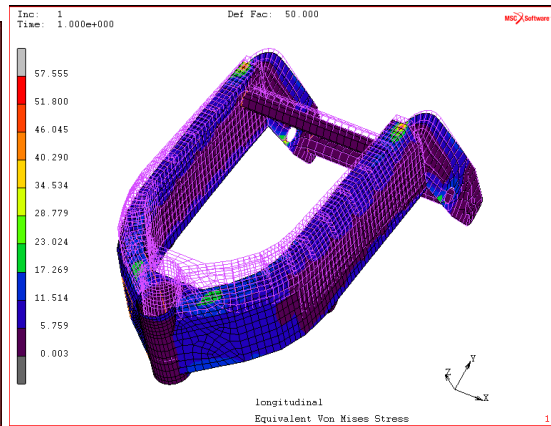 Inc: 1 Def Fac: 50.000
Time: 1.000e+000
MSC Software
57.555
51.800
46.045
40.290
34.534
28.779
23.024
17.269
11.514
5.759
0.003
Y
Z
X
longitudinal
Equivalent Von Mises Stress 1